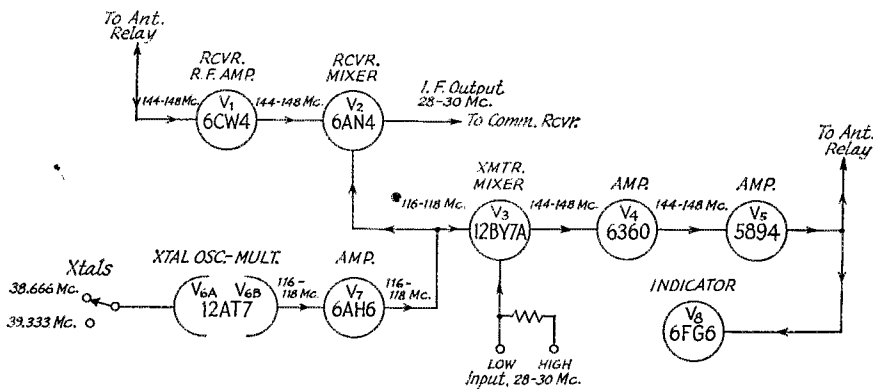 To Ant.
Relay
RCVR.
R.F. AMP.
RCVR.
MIXER
I.F. Output
28-30 Mc.
144-148 Mc.
V1
6CW4
144-148 Mc.
V2
6AN4
To Comm. Rcvr.
To Ant.
Relay
XMTR.
MIXER
AMP.
AMP.
116-118 Mc.
V3
12BY7A
144-148 Mc.
V4
6360
144-148 Mc.
V5
5894
Xtals
XTAL OSC.-MULT.
AMP.
38.666 Mc.
39.333 Mc.
V6A V6B
12AT7
116-
118 Mc.
V7
6AH6
116-
118 Mc.
INDICATOR
V8
6FG6
LOW HIGH
Input, 28-30 Mc.